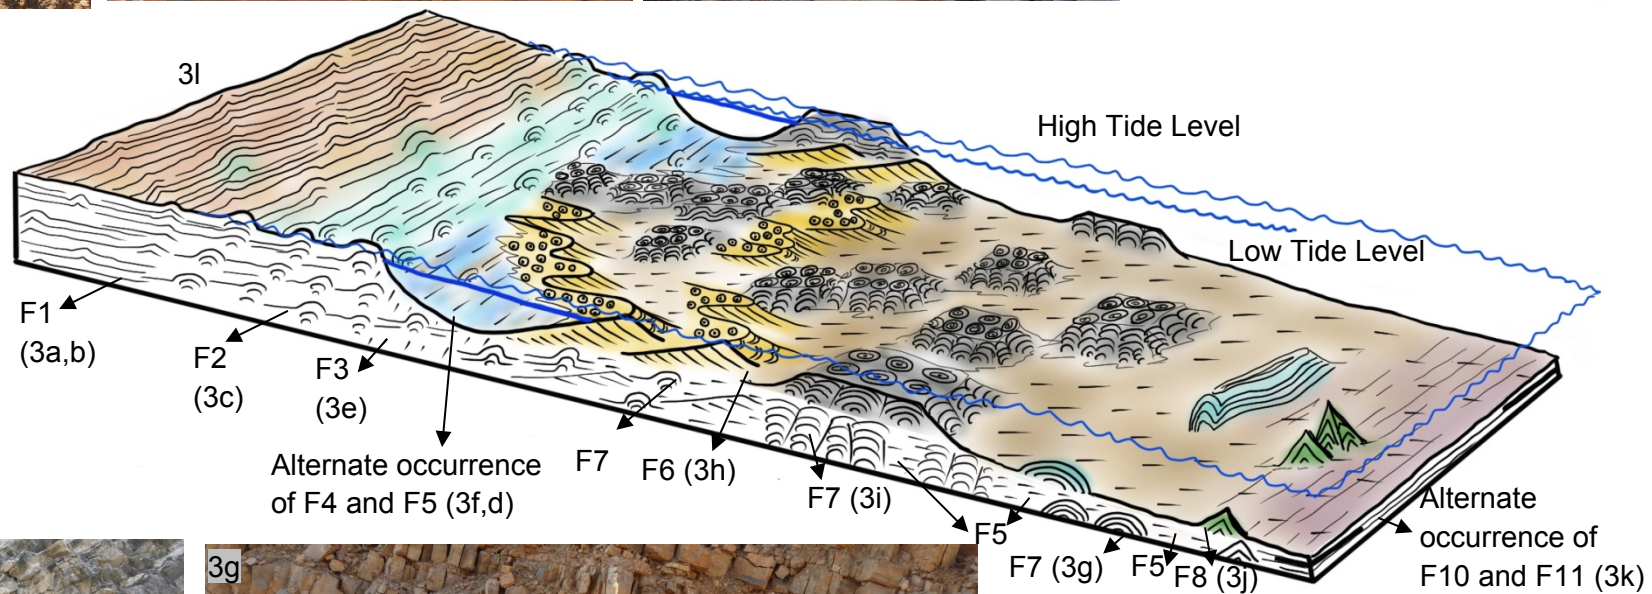 3l
High Tide Level
Low Tide Level
F1
(3a,b)
F2
(3c)
F3
(3e)
Alternate occurrence
of F4 and F5 (3f,d)
F7
F6 (3h)
F7 (3i)
F5
F7 (3g)
F5
F8 (3j)
Alternate
occurrence of
F10 and F11 (3k)
3g